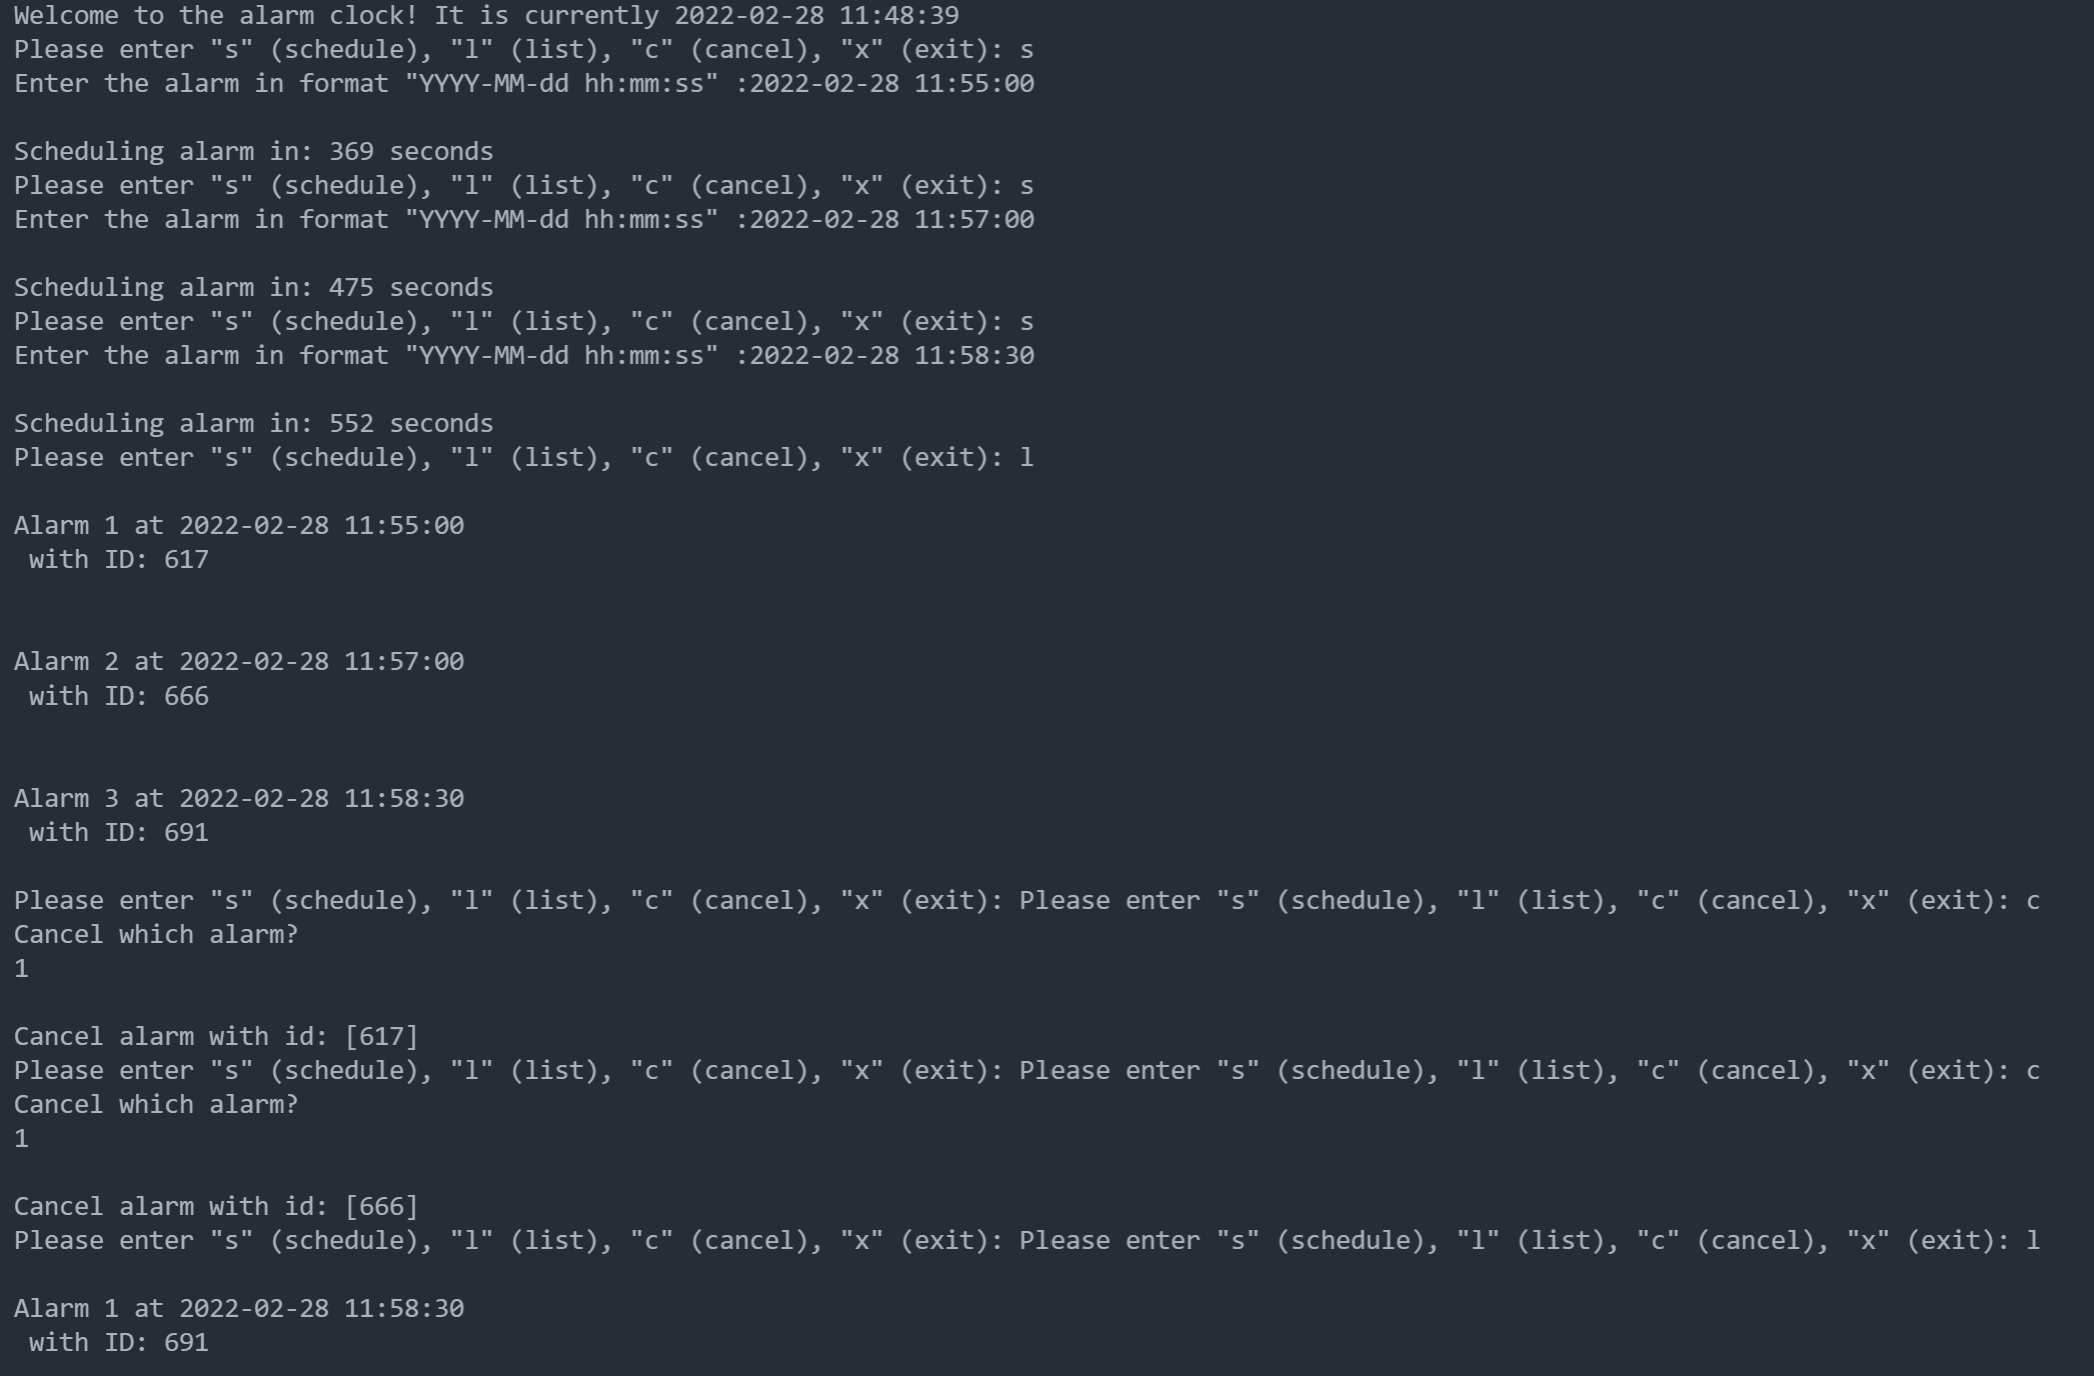 Welcome to the alarm clock! It is currently 2022-02-28 11:48:39
Please enter "s" (schedule), "l" (list), "c" (cancel), "x" (exit): s
Enter the alarm in format "YYYY-MM-dd hh:mm:ss" :2022-02-28 11:55:00

Scheduling alarm in: 369 seconds
Please enter "s" (schedule), "l" (list), "c" (cancel), "x" (exit): s
Enter the alarm in format "YYYY-MM-dd hh:mm:ss" :2022-02-28 11:57:00

Scheduling alarm in: 475 seconds
Please enter "s" (schedule), "l" (list), "c" (cancel), "x" (exit): s
Enter the alarm in format "YYYY-MM-dd hh:mm:ss" :2022-02-28 11:58:30

Scheduling alarm in: 552 seconds
Please enter "s" (schedule), "l" (list), "c" (cancel), "x" (exit): l

Alarm 1 at 2022-02-28 11:55:00
 with ID: 617


Alarm 2 at 2022-02-28 11:57:00
 with ID: 666


Alarm 3 at 2022-02-28 11:58:30
 with ID: 691

Please enter "s" (schedule), "l" (list), "c" (cancel), "x" (exit): Please enter "s" (schedule), "l" (list), "c" (cancel), "x" (exit): c
Cancel which alarm?
1

Cancel alarm with id: [617]
Please enter "s" (schedule), "l" (list), "c" (cancel), "x" (exit): Please enter "s" (schedule), "l" (list), "c" (cancel), "x" (exit): c
Cancel which alarm?
1

Cancel alarm with id: [666]
Please enter "s" (schedule), "l" (list), "c" (cancel), "x" (exit): Please enter "s" (schedule), "l" (list), "c" (cancel), "x" (exit): l

Alarm 1 at 2022-02-28 11:58:30
 with ID: 691